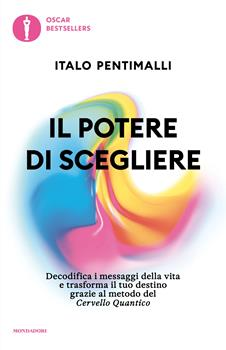 OSCAR
BESTSELLERS
ITALO PENTIMALLI
IL POTERE
DI SCEGLIERE
Decodifica i messaggi della vita
e trasforma il tuo destino
grazie al metodo del
Cervello Quantico
MONDADORI